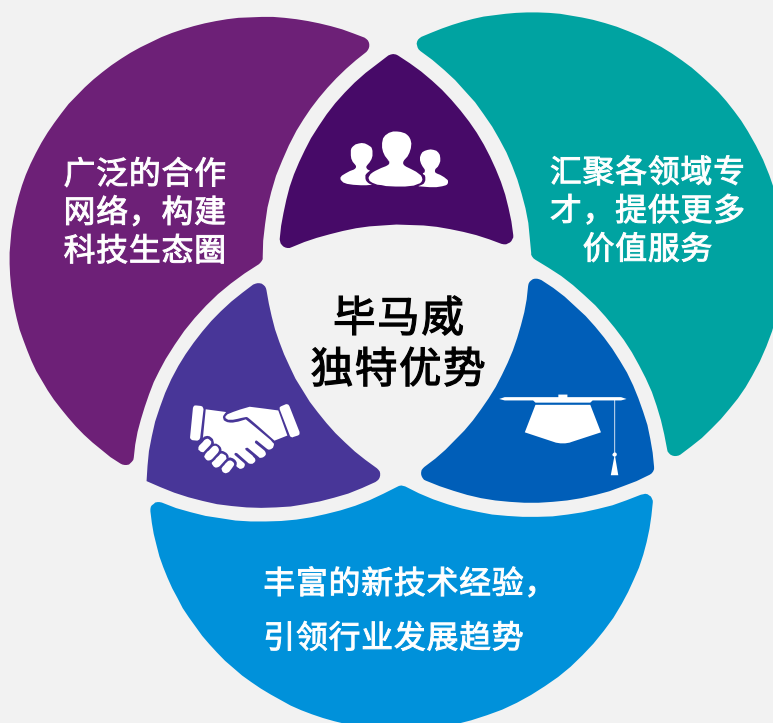 广泛的合作
网络，构建
科技生态圈
汇聚各领域专
才，提供更多
价值服务
毕马威
独特优势
丰富的新技术经验，
引领行业发展趋势